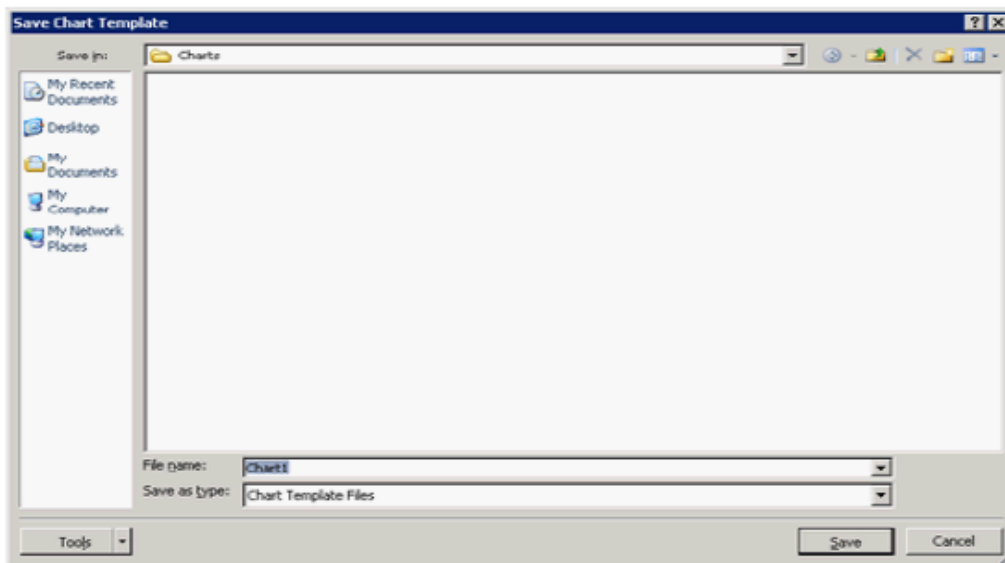 Save Chart Template
Save in:
Charts
My Recent
Documents
Desktop
My
Documents
My
Computer
My Network
Places
File name:
Chart1
Save as type:
Chart Template Files
Tools
Save
Cancel